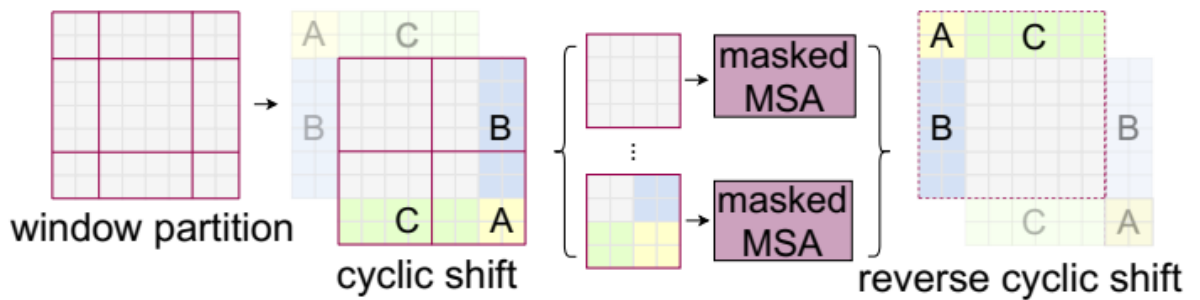 A
C
B
B
C
A
window partition
cyclic shift
masked
MSA
...
masked
MSA
A
C
B
B
C
A
reverse cyclic shift